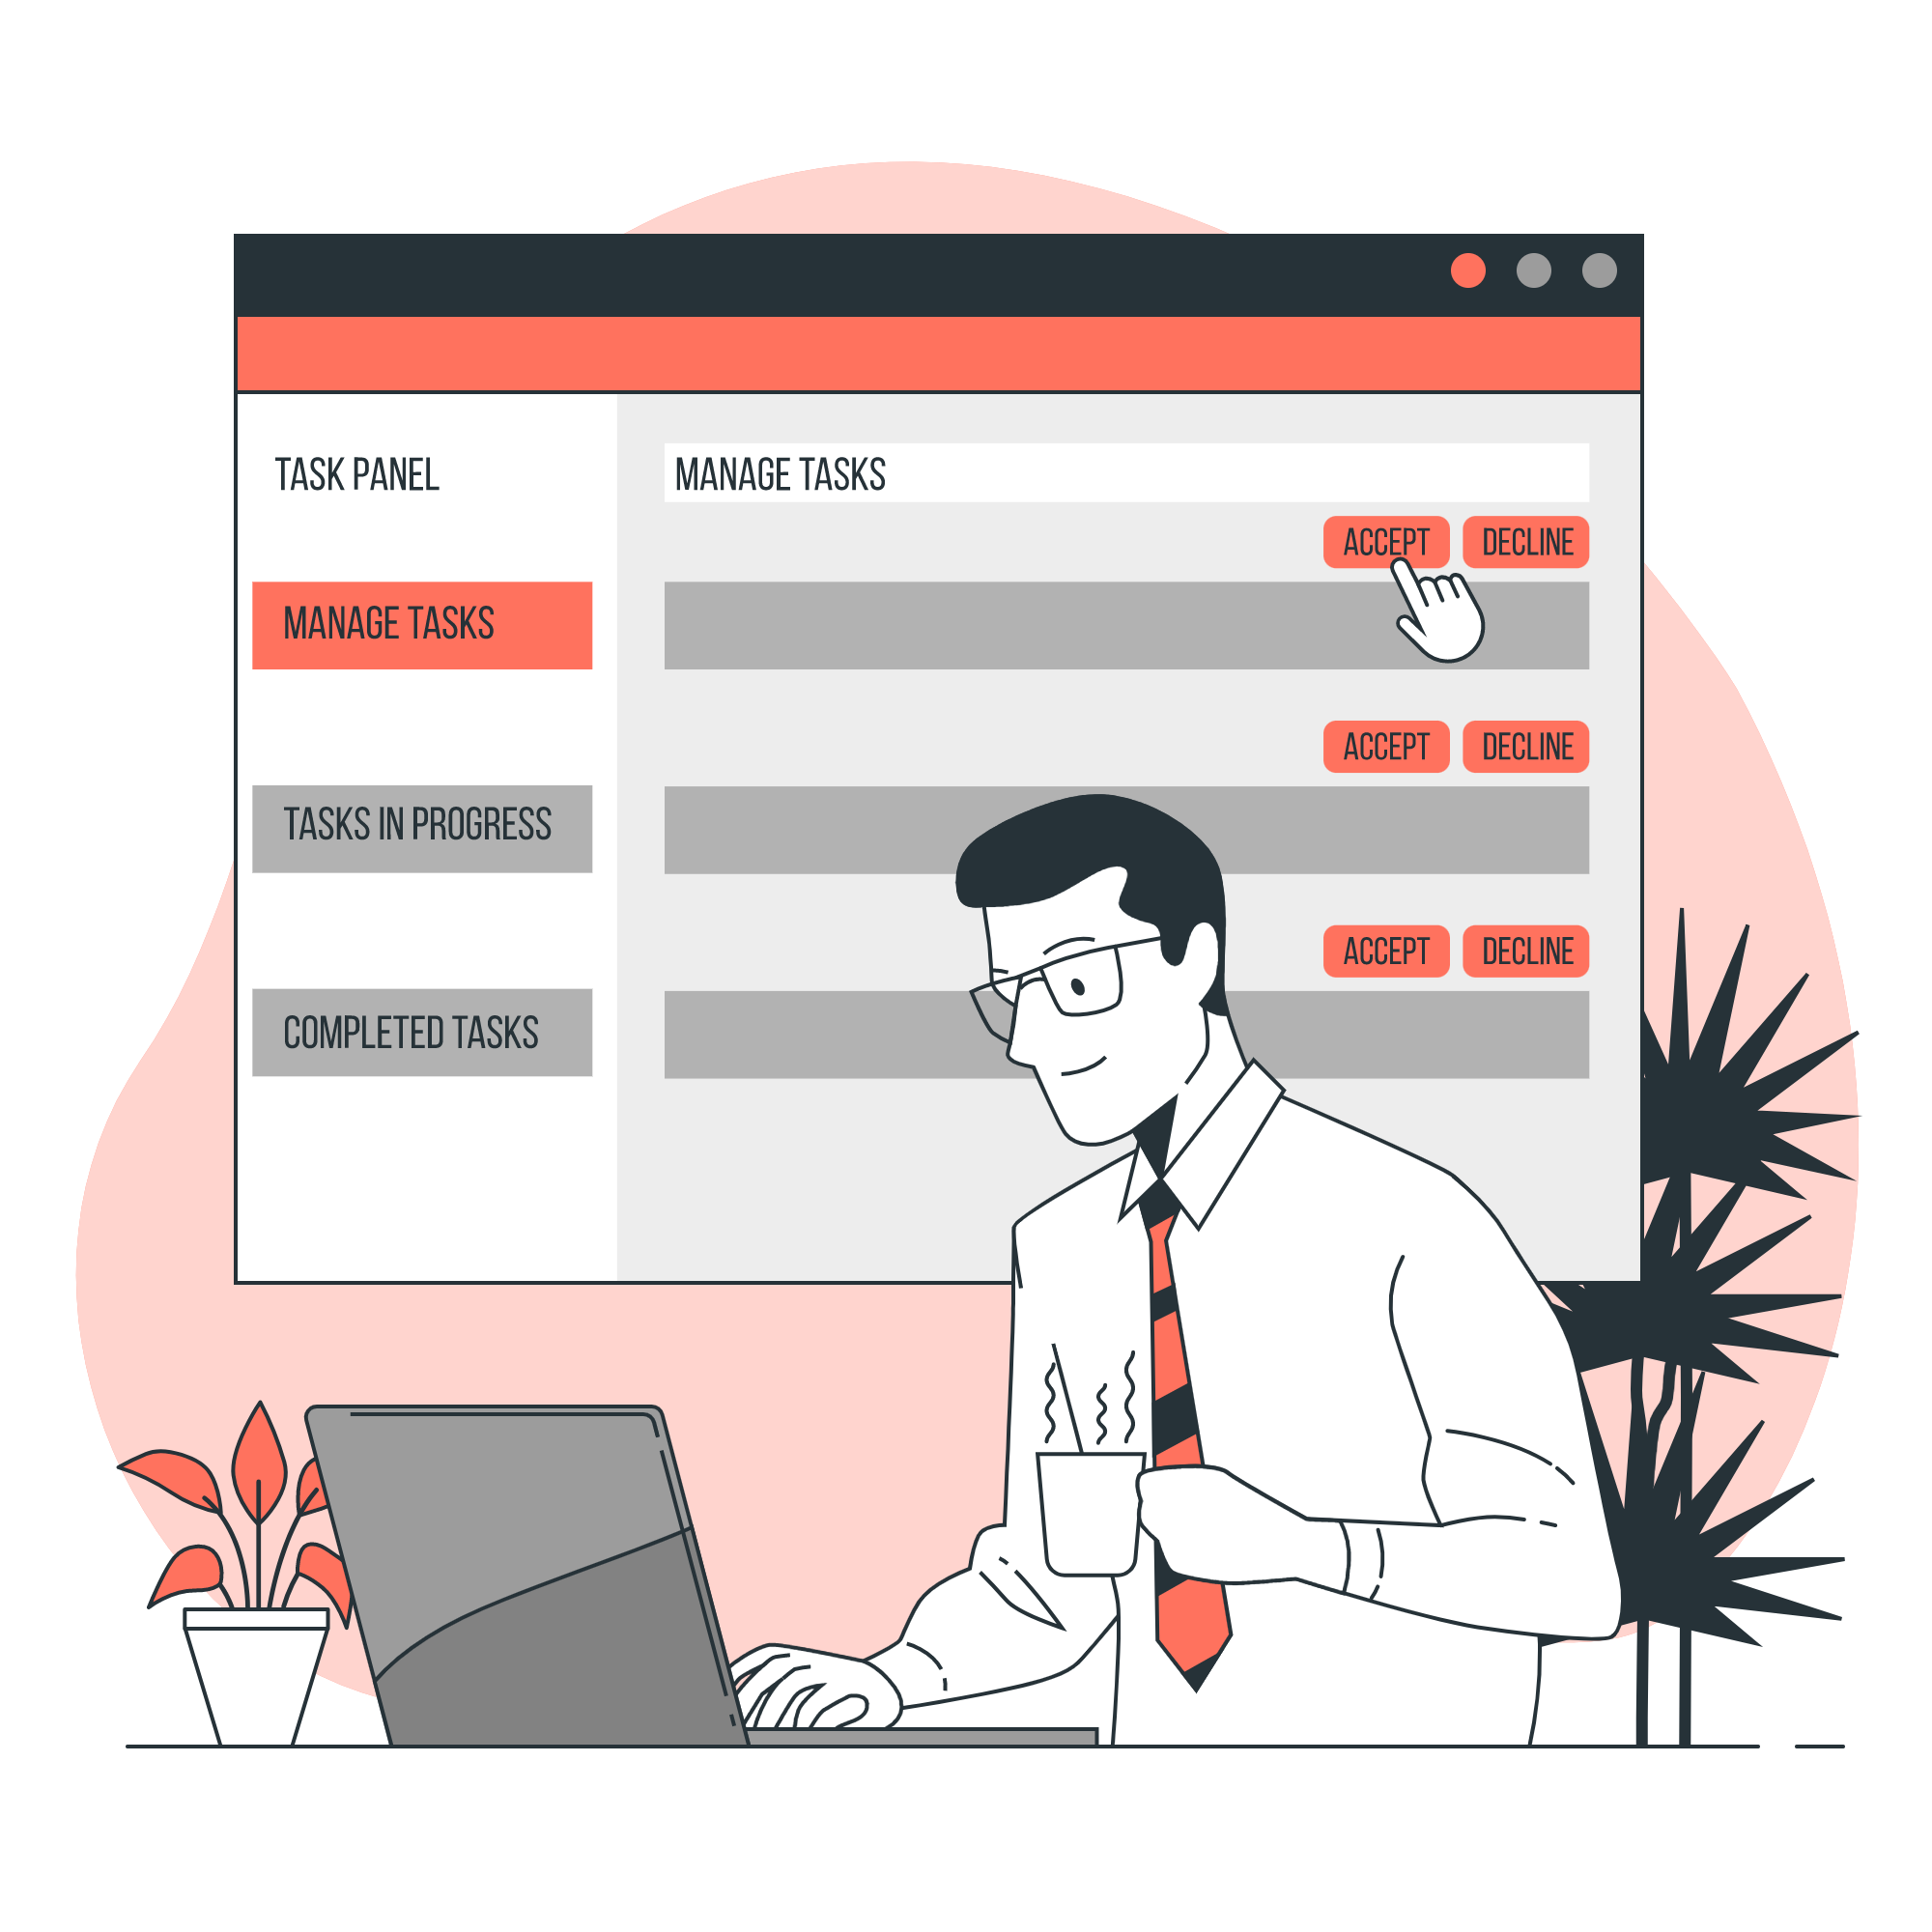 TASK PANEL
MANAGE TASKS
TASKS IN PROGRESS
COMPLETED TASKS
MANAGE TASKS
ACCEPT DECLINE
ACCEPT DECLINE
ACCEPT DECLINE